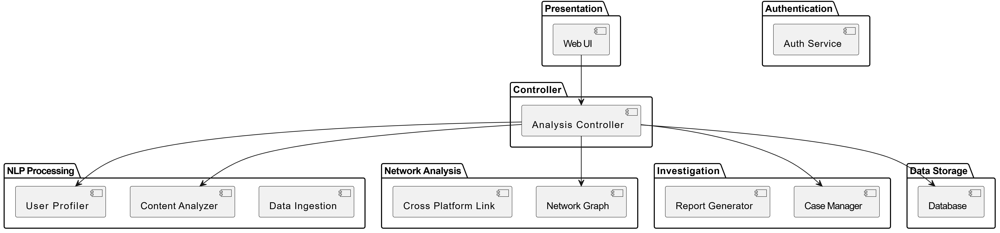 Presentation
Authentication
Web UI
Auth Service
Controller
Analysis Controller
NLP Processing
Network Analysis
Investigation
Data Storage
User Profiler
Content Analyzer
Data Ingestion
Cross Platform Link
Network Graph
Report Generator
Case Manager
Database